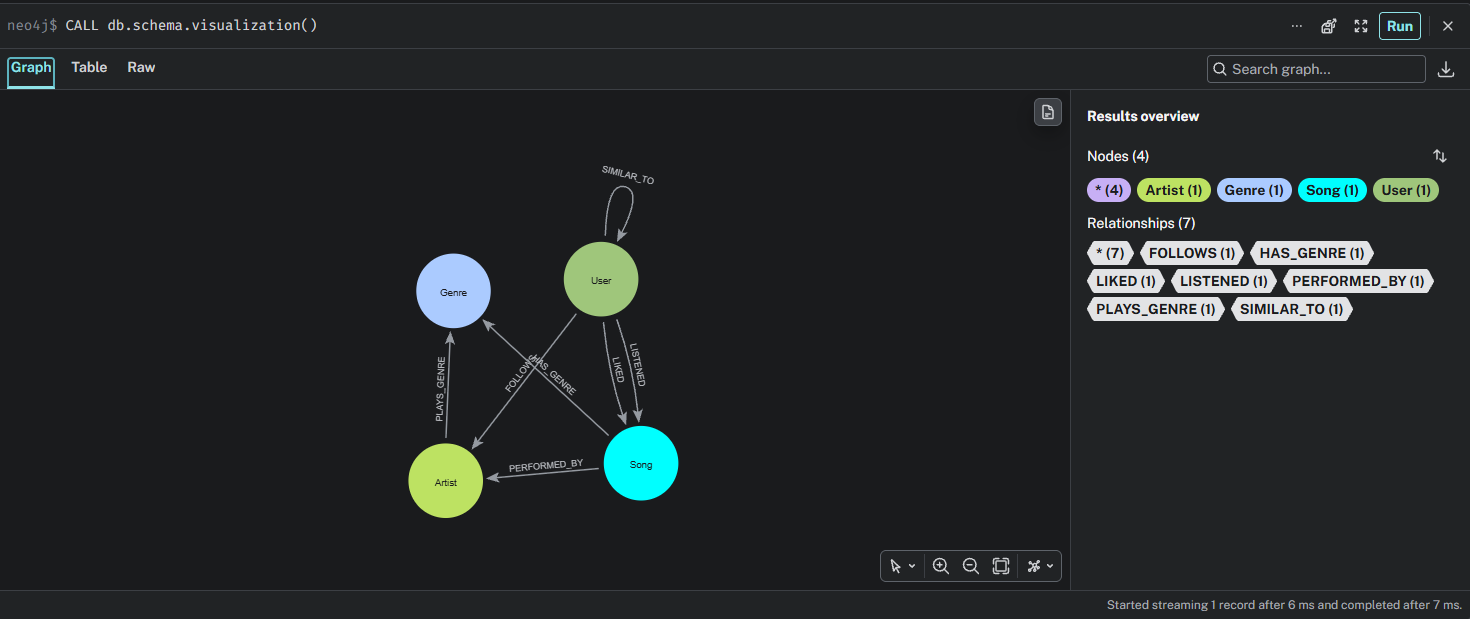 neo4j$ CALL db.schema.visualization()
Run
Graph Table Raw
Search graph...
Results overview
Nodes (4)
* (4) Artist (1) Genre (1) Song (1) User (1)
Relationships (7)
* (7) FOLLOWS (1) HAS_GENRE (1)
LIKED (1) LISTENED (1) PERFORMED_BY (1)
PLAYS_GENRE (1) SIMILAR_TO (1)
SIMILAR_TO
User
Genre
LIKED
LISTENED
FOLLOWS
HAS_GENRE
PLAYS_GENRE
PERFORMED_BY
Song
Artist
Started streaming 1 record after 6 ms and completed after 7 ms.